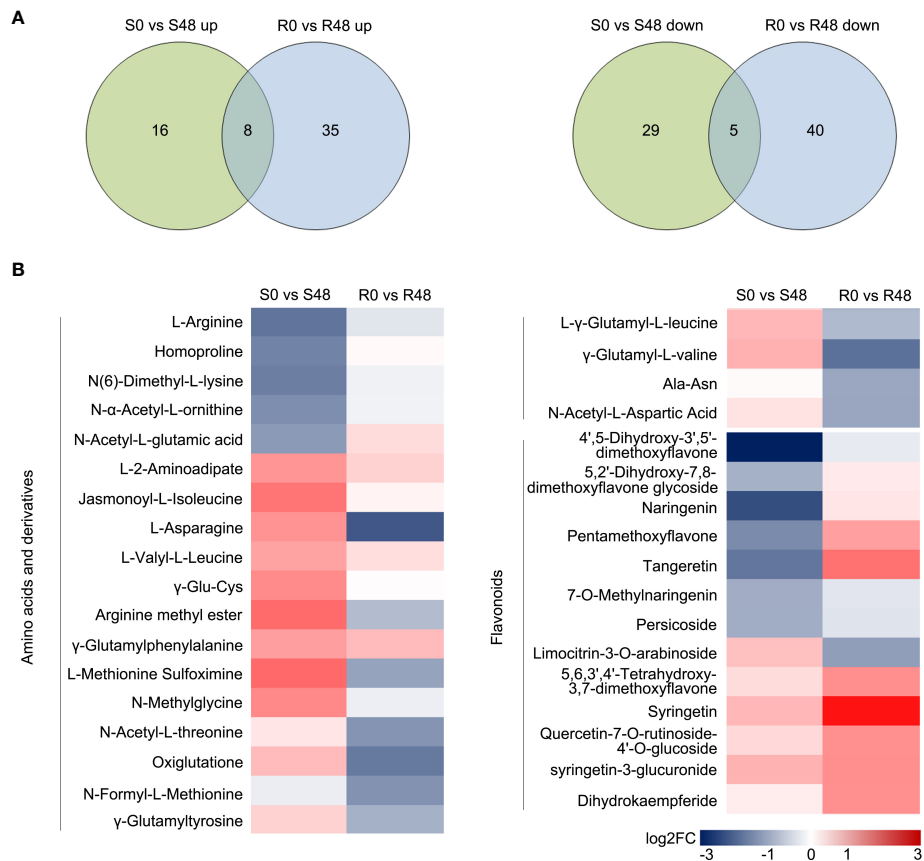 A
S0 vs S48 up
R0 vs R48 up
16
8
35
S0 vs S48 down
R0 vs R48 down
29
5
40
B
Amino acids and derivatives
S0 vs S48
R0 vs R48
L-Arginine
Homoproline
N(6)-Dimethyl-L-lysine
N-α-Acetyl-L-ornithine
N-Acetyl-L-glutamic acid
L-2-Aminoadipate
Jasmonoyl-L-Isoleucine
L-Asparagine
L-Valyl-L-Leucine
γ-Glu-Cys
Arginine methyl ester
γ-Glutamylphenylalanine
L-Methionine Sulfoximine
N-Methylglycine
N-Acetyl-L-threonine
Oxiglutatione
N-Formyl-L-Methionine
γ-Glutamyltyrosine
S0 vs S48
R0 vs R48
L-γ-Glutamyl-L-leucine
γ-Glutamyl-L-valine
Ala-Asn
N-Acetyl-L-Aspartic Acid
Flavonoids
4',5-Dihydroxy-3',5'-
dimethoxyflavone
5,2'-Dihydroxy-7,8-
dimethoxyflavone glycoside
Naringenin
Pentamethoxyflavone
Tangeretin
7-O-Methylnaringenin
Persicoside
Limocitrin-3-O-arabinoside
5,6,3',4'-Tetrahydroxy-
3,7-dimethoxyflavone
Syringetin
Quercetin-7-O-rutinoside-
4'-O-glucoside
syringetin-3-glucuronide
Dihydrokaempferide
log2FC
-3
-1
0
1
3